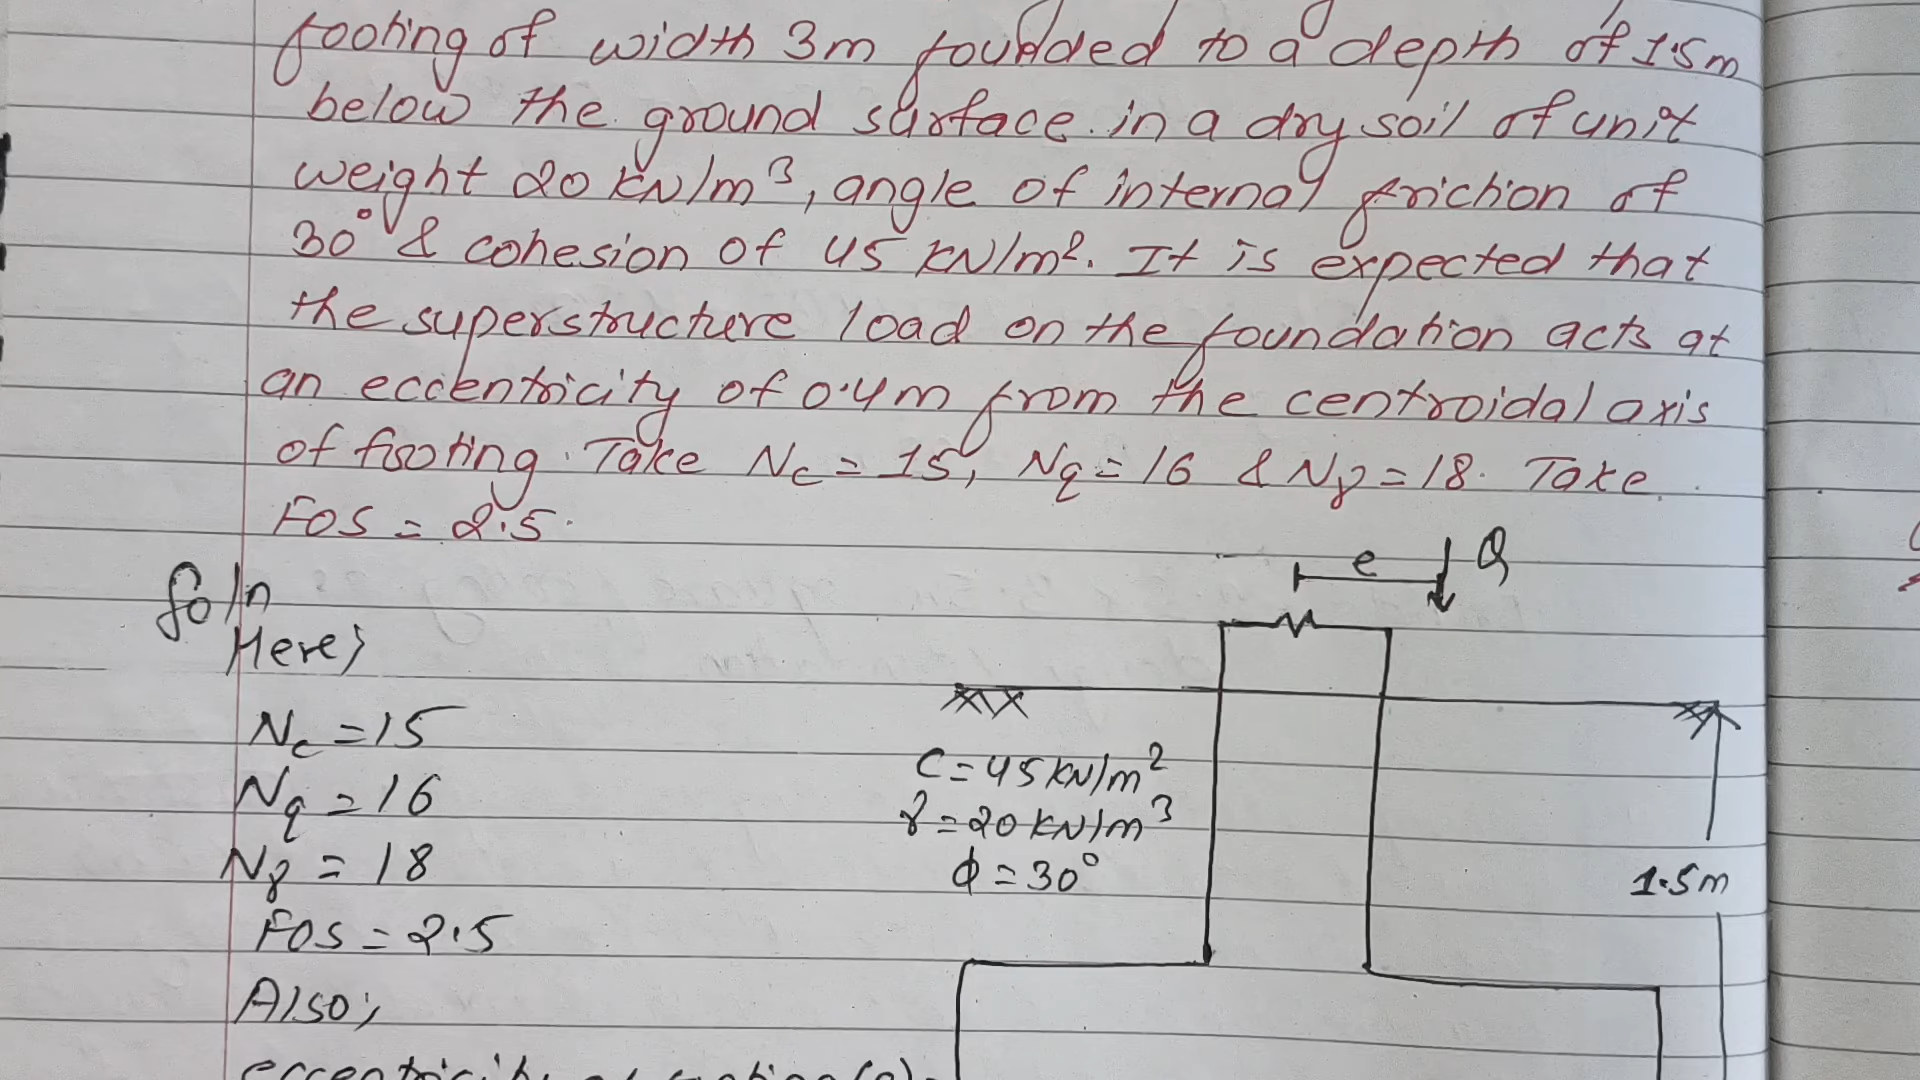 footing of width 3m founded to a depth of 1.5m
below the ground surface in a dry soil of unit
weight 20 kN/m³, angle of internal friction of
30° & cohesion of 45 kN/m². It is expected that
the superstructure load on the foundation acts at
an eccentricity of 0.4m from the centroidal axis
of footing. Take Nc = 15, Nq = 16 & Nγ = 18. Take
FOS = 2.5.
Soln
Here;
Nc = 15
Nq = 16
Nγ = 18
FOS = 2.5
Also;
e Q
C = 45 kN/m²
γ = 20 kN/m³
ϕ = 30°
1.5m